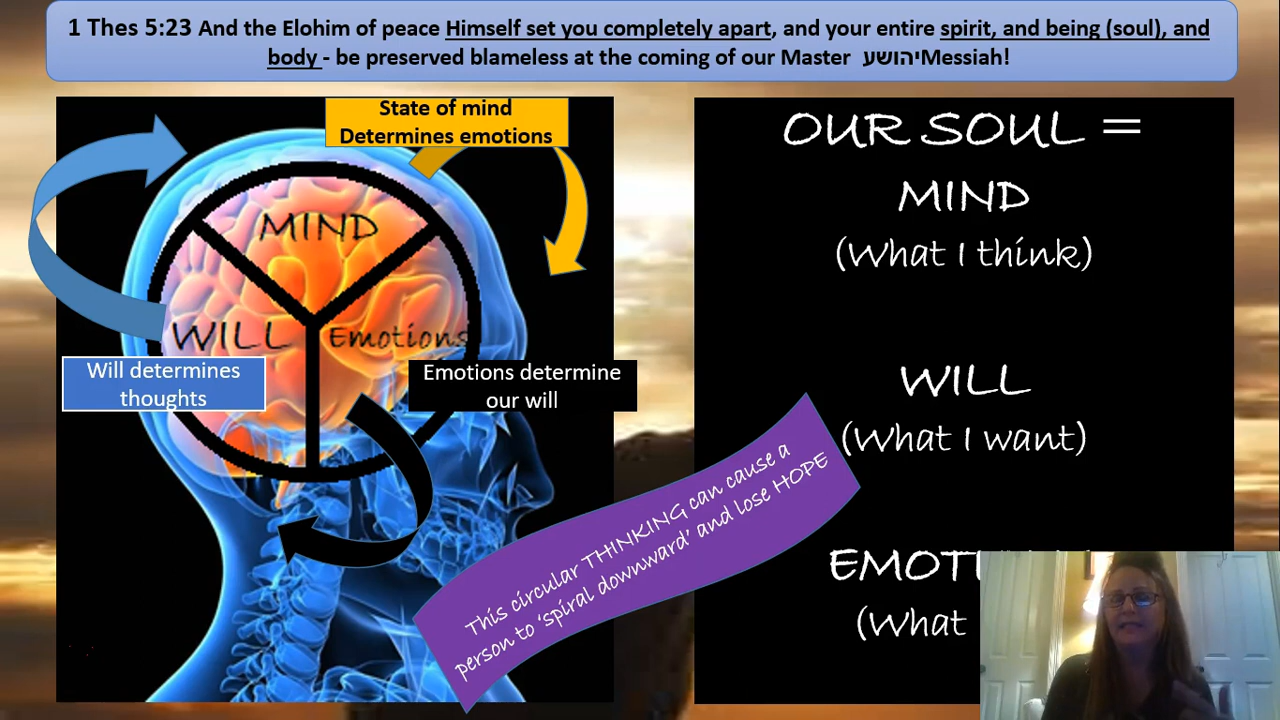 1 Thes 5:23 And the Elohim of peace Himself set you completely apart, and your entire spirit, and being (soul), and
body - be preserved blameless at the coming of our Master יהושע Messiah!
State of mind
Determines emotions
MIND
WILL
Emotions
Will determines
thoughts
Emotions determine
our will
This circular THINKING can cause a
person to ‘spiral downward’ and lose HOPE
OUR SOUL =
MIND
(What I think)
WILL
(What I want)
(What